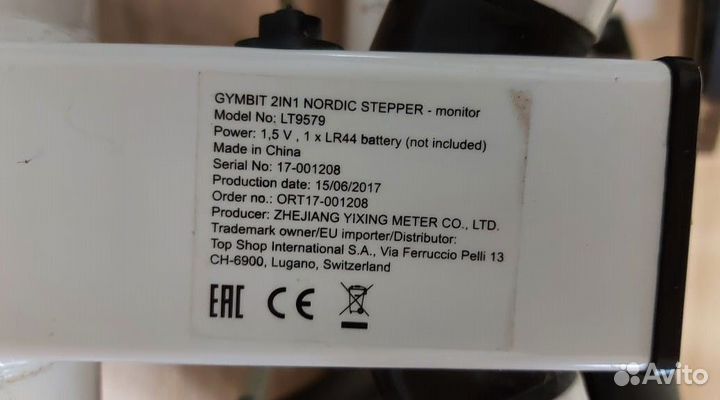 GYMBIT 2IN1 NORDIC STEPPER - monitor
Model No: LT9579
Power: 1,5 V , 1 x LR44 battery (not included)
Made in China
Serial No: 17-001208
Production date: 15/06/2017
Order no.: ORT17-001208
Producer: ZHEJIANG YIXING METER CO., LTD.
Trademark owner/EU importer/Distributor:
Top Shop International S.A., Via Ferruccio Pelli 13
CH-6900, Lugano, Switzerland
EAC CE
Avito